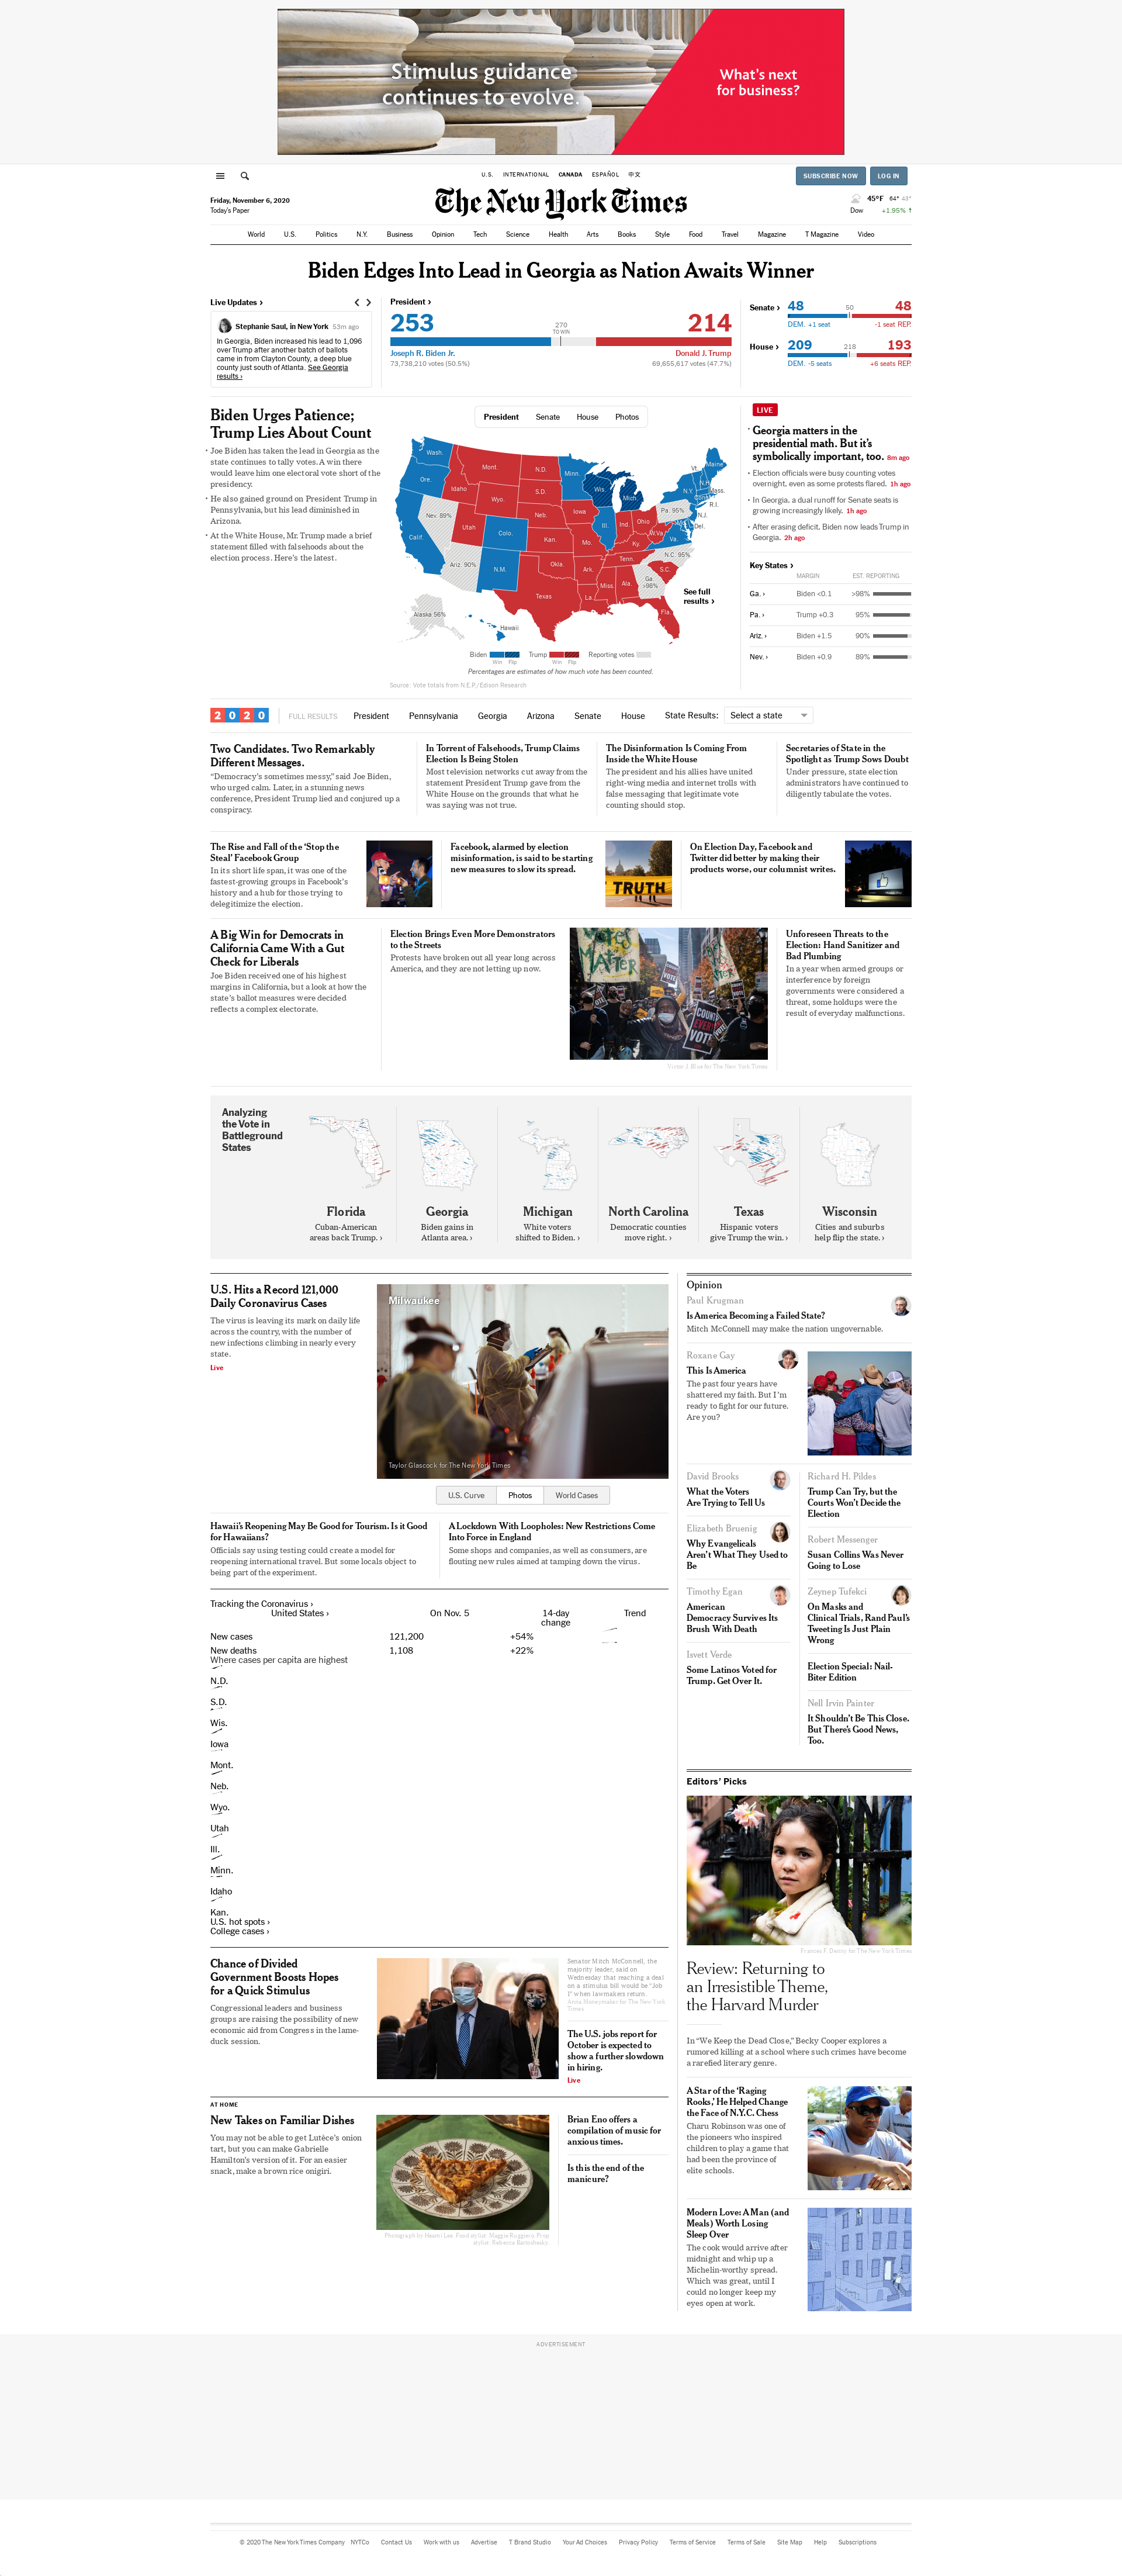 Stimulus guidance
continues to evolve.
What's next
for business?
U.S. INTERNATIONAL CANADA ESPAÑOL 中文
SUBSCRIBE NOW LOG IN
Friday, November 6, 2020
Today's Paper
The New York Times
45°F 64° 43°
Dow +1.95% ↑
World U.S. Politics N.Y. Business Opinion Tech Science Health Arts Books Style Food Travel Magazine T Magazine Video
Biden Edges Into Lead in Georgia as Nation Awaits Winner
Live Updates ›
Stephanie Saul, in New York 53m ago
In Georgia, Biden increased his lead to 1,096
over Trump after another batch of ballots
came in from Clayton County, a deep blue
county just south of Atlanta. See Georgia
results ›
President ›
253
270
TO WIN
214
Joseph R. Biden Jr.
Donald J. Trump
73,738,210 votes (50.5%)
69,655,617 votes (47.7%)
Senate ›
48 50 48
DEM. +1 seat -1 seat REP.
House ›
209 218 193
DEM. -5 seats +6 seats REP.
Biden Urges Patience;
Trump Lies About Count
• Joe Biden has taken the lead in Georgia as the
state continues to tally votes. A win there
would leave him one electoral vote short of the
presidency.
• He also gained ground on President Trump in
Pennsylvania, but his lead diminished in
Arizona.
• At the White House, Mr. Trump made a brief
statement filled with falsehoods about the
election process. Here's the latest.
President Senate House Photos
Wash.
Ore.
Idaho
Mont.
N.D.
Minn.
Wis.
Mich.
Vt.
Maine
N.H.
Mass.
N.Y.
Conn.
R.I.
N.J.
Del.
Pa. 95%
S.D.
Wyo.
Nev. 89%
Utah
Colo.
Neb.
Iowa
Ill.
Ind.
Ohio
W.Va.
Va.
Calif.
Kan.
Mo.
Ky.
N.C. 95%
Tenn.
Ariz. 90%
N.M.
Okla.
Ark.
S.C.
Miss.
Ala.
Ga.
>98%
Texas
La.
Fla.
Alaska 56%
Hawaii
See full
results ›
Biden Trump Reporting votes
Win Flip Win Flip
Percentages are estimates of how much vote has been counted.
Source: Vote totals from N.E.P./Edison Research
LIVE
• Georgia matters in the
presidential math. But it's
symbolically important, too. 8m ago
• Election officials were busy counting votes
overnight, even as some protests flared. 1h ago
• In Georgia, a dual runoff for Senate seats is
growing increasingly likely. 1h ago
• After erasing deficit, Biden now leads Trump in
Georgia. 2h ago
Key States ›
MARGIN EST. REPORTING
Ga. › Biden <0.1 >98%
Pa. › Trump +0.3 95%
Ariz. › Biden +1.5 90%
Nev. › Biden +0.9 89%
2020 FULL RESULTS President Pennsylvania Georgia Arizona Senate House State Results: Select a state
Two Candidates. Two Remarkably
Different Messages.
“Democracy's sometimes messy,” said Joe Biden,
who urged calm. Later, in a stunning news
conference, President Trump lied and conjured up a
conspiracy.
In Torrent of Falsehoods, Trump Claims
Election Is Being Stolen
Most television networks cut away from the
statement President Trump gave from the
White House on the grounds that what he
was saying was not true.
The Disinformation Is Coming From
Inside the White House
The president and his allies have united
right-wing media and internet trolls with
false messaging that legitimate vote
counting should stop.
Secretaries of State in the
Spotlight as Trump Sows Doubt
Under pressure, state election
administrators have continued to
diligently tabulate the votes.
The Rise and Fall of the ‘Stop the
Steal’ Facebook Group
In its short life span, it was one of the
fastest-growing groups in Facebook's
history and a hub for those trying to
delegitimize the election.
Facebook, alarmed by election
misinformation, is said to be starting
new measures to slow its spread.
TRUTH
On Election Day, Facebook and
Twitter did better by making their
products worse, our columnist writes.
A Big Win for Democrats in
California Came With a Gut
Check for Liberals
Joe Biden received one of his highest
margins in California, but a look at how the
state's ballot measures were decided
reflects a complex electorate.
Election Brings Even More Demonstrators
to the Streets
Protests have broken out all year long across
America, and they are not letting up now.
MATTER
VOTE
COUNT
EVERY
VOTE
Victor J. Blue for The New York Times
Unforeseen Threats to the
Election: Hand Sanitizer and
Bad Plumbing
In a year when armed groups or
interference by foreign
governments were considered a
threat, some holdups were the
result of everyday malfunctions.
Analyzing
the Vote in
Battleground
States
Florida
Cuban-American
areas back Trump. ›
Georgia
Biden gains in
Atlanta area. ›
Michigan
White voters
shifted to Biden. ›
North Carolina
Democratic counties
move right. ›
Texas
Hispanic voters
give Trump the win. ›
Wisconsin
Cities and suburbs
help flip the state. ›
U.S. Hits a Record 121,000
Daily Coronavirus Cases
The virus is leaving its mark on daily life
across the country, with the number of
new infections climbing in nearly every
state.
Live
Milwaukee
Taylor Glascock for The New York Times
U.S. Curve Photos World Cases
Hawaii's Reopening May Be Good for Tourism. Is it Good
for Hawaiians?
Officials say using testing could create a model for
reopening international travel. But some locals object to
being part of the experiment.
A Lockdown With Loopholes: New Restrictions Come
Into Force in England
Some shops and companies, as well as consumers, are
flouting new rules aimed at tamping down the virus.
Tracking the Coronavirus ›
United States › On Nov. 5 14-day
change Trend
New cases 121,200 +54%
New deaths 1,108 +22%
Where cases per capita are highest
N.D.
S.D.
Wis.
Iowa
Mont.
Neb.
Wyo.
Utah
Ill.
Minn.
Idaho
Kan.
U.S. hot spots ›
College cases ›
Chance of Divided
Government Boosts Hopes
for a Quick Stimulus
Congressional leaders and business
groups are raising the possibility of new
economic aid from Congress in the lame-
duck session.
Senator Mitch McConnell, the
majority leader, said on
Wednesday that reaching a deal
on a stimulus bill would be “Job
1” when lawmakers return.
Anna Moneymaker for The New York
Times
The U.S. jobs report for
October is expected to
show a further slowdown
in hiring.
Live
AT HOME
New Takes on Familiar Dishes
You may not be able to get Lutèce's onion
tart, but you can make Gabrielle
Hamilton's version of it. For an easier
snack, make a brown rice onigiri.
Photograph by Heami Lee. Food stylist: Maggie Ruggiero. Prop
stylist: Rebecca Bartoshesky.
Brian Eno offers a
compilation of music for
anxious times.
Is this the end of the
manicure?
Opinion
Paul Krugman
Is America Becoming a Failed State?
Mitch McConnell may make the nation ungovernable.
Roxane Gay
This Is America
The past four years have
shattered my faith. But I'm
ready to fight for our future.
Are you?
David Brooks
What the Voters
Are Trying to Tell Us
Elizabeth Bruenig
Why Evangelicals
Aren't What They Used to
Be
Timothy Egan
American
Democracy Survives Its
Brush With Death
Isvett Verde
Some Latinos Voted for
Trump. Get Over It.
Richard H. Pildes
Trump Can Try, but the
Courts Won't Decide the
Election
Robert Messenger
Susan Collins Was Never
Going to Lose
Zeynep Tufekci
On Masks and
Clinical Trials, Rand Paul's
Tweeting Is Just Plain
Wrong
Election Special: Nail-
Biter Edition
Nell Irvin Painter
It Shouldn't Be This Close.
But There's Good News,
Too.
Editors' Picks
Frances F. Denny for The New York Times
Review: Returning to
an Irresistible Theme,
the Harvard Murder
In “We Keep the Dead Close,” Becky Cooper explores a
rumored killing at a school where such crimes have become
a rarefied literary genre.
A Star of the ‘Raging
Rooks,’ He Helped Change
the Face of N.Y.C. Chess
Charu Robinson was one of
the pioneers who inspired
children to play a game that
had been the province of
elite schools.
Modern Love: A Man (and
Meals) Worth Losing
Sleep Over
The cook would arrive after
midnight and whip up a
Michelin-worthy spread.
Which was great, until I
could no longer keep my
eyes open at work.
ADVERTISEMENT
© 2020 The New York Times Company NYTCo Contact Us Work with us Advertise T Brand Studio Your Ad Choices Privacy Policy Terms of Service Terms of Sale Site Map Help Subscriptions